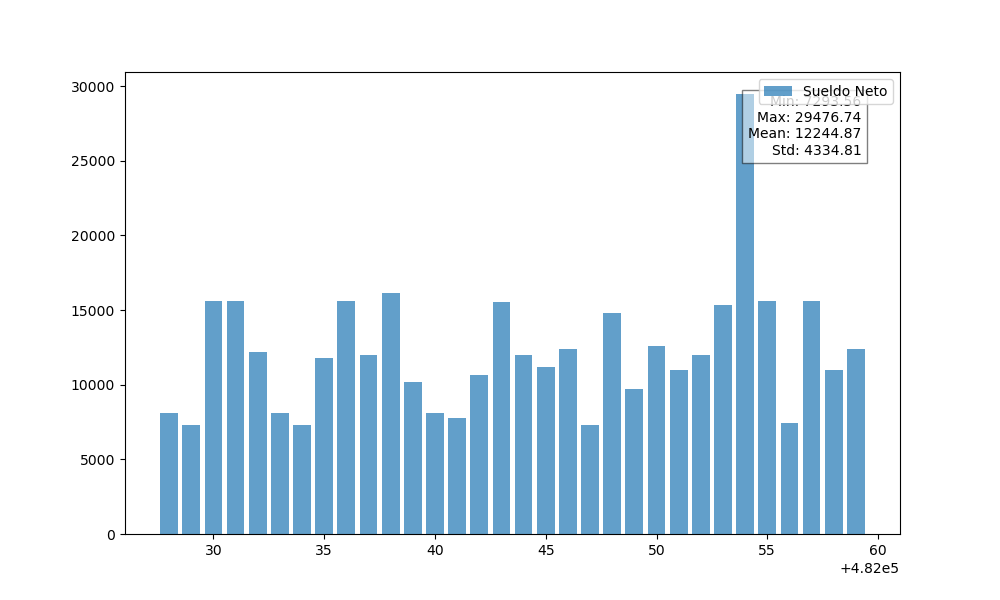 30000
25000
20000
15000
10000
5000
0
Sueldo Neto
Min: 7293.56
Max: 29476.74
Mean: 12244.87
Std: 4334.81
30 35 40 45 50 55 60
+4.82e5